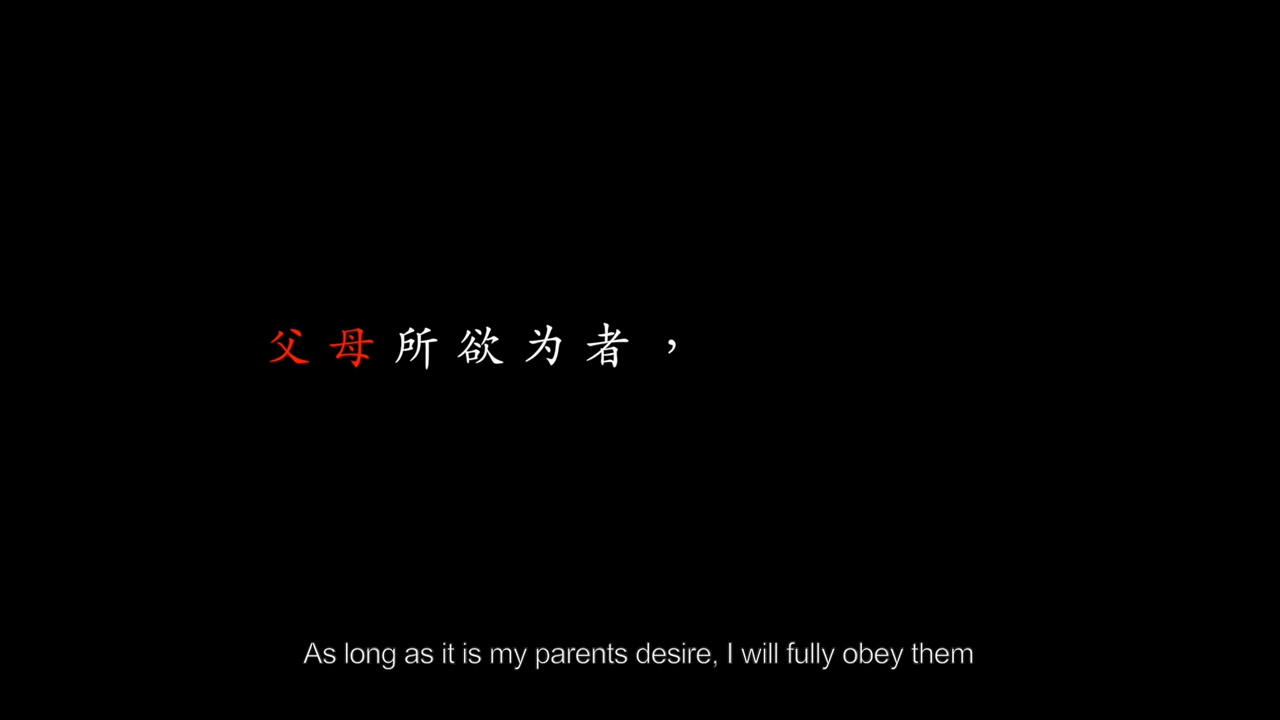 父母所欲为者，
As long as it is my parents desire, I will fully obey them